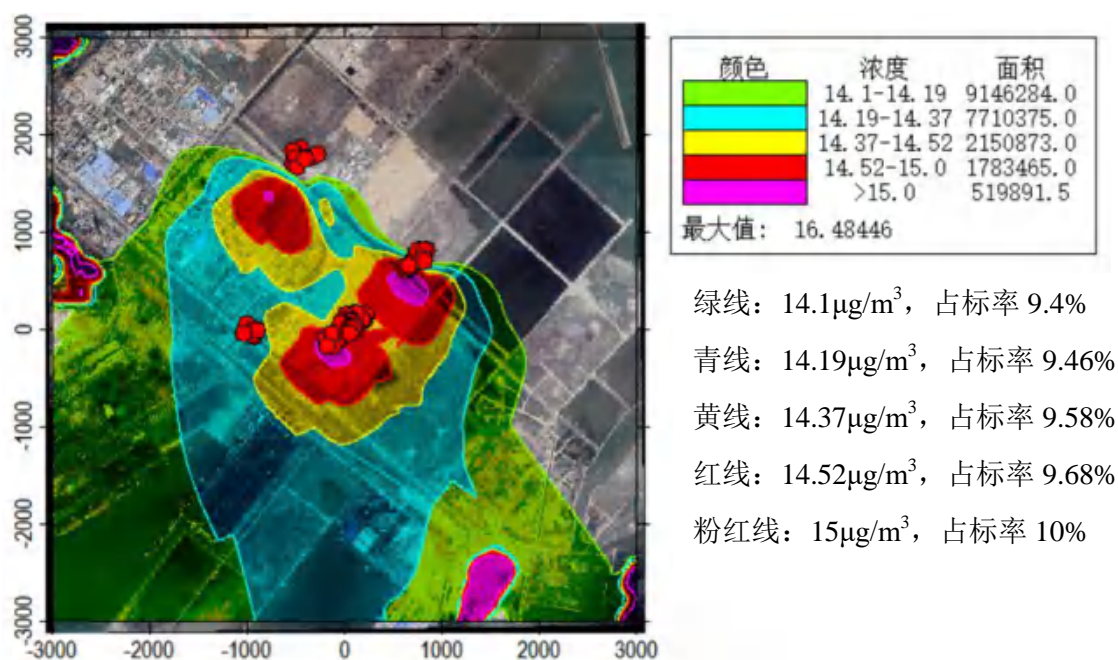 3000
2000
1000
0
-1000
-2000
-3000
-3000 -2000 -1000 0 1000 2000 3000
颜色 浓度 面积
14.1-14.19 9146284.0
14.19-14.37 7710375.0
14.37-14.52 2150873.0
14.52-15.0 1783465.0
>15.0 519891.5
最大值: 16.48446
绿线：14.1μg/m³，占标率 9.4%
青线：14.19μg/m³，占标率 9.46%
黄线：14.37μg/m³，占标率 9.58%
红线：14.52μg/m³，占标率 9.68%
粉红线：15μg/m³，占标率 10%